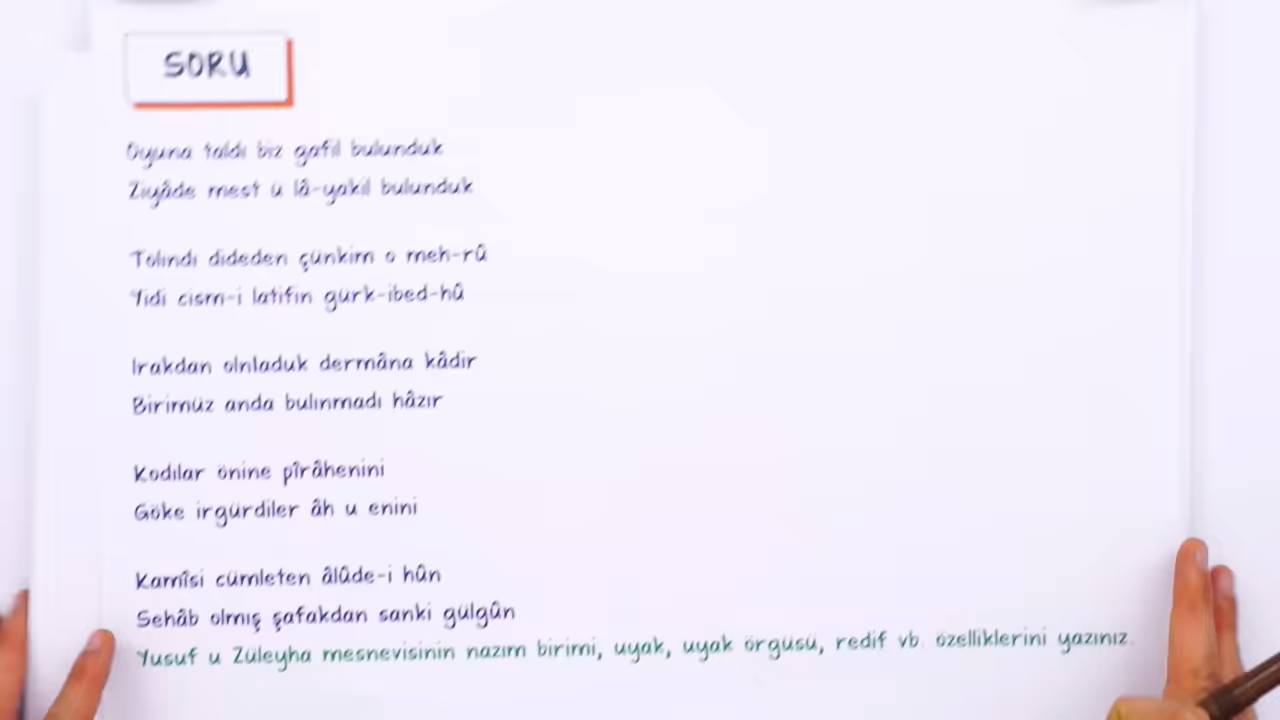 SORU
Oyuna taldı biz gafil bulunduk
Ziyâde mest ü lâ-yakil bulunduk
Tolındı dideden çünkim o meh-rû
Yidi cism-i latifin gurk-ibed-hû
Irakdan olnladuk dermâna kâdir
Birimüz anda bulınmadı hâzır
Kodılar önine pîrâhenini
Göke irgürdiler âh u enini
Kamîsi cümleten âlûde-i hûn
Sehâb olmış şafakdan sanki gülgûn
Yusuf u Züleyha mesnevisinin nazım birimi, uyak, uyak örgüsü, redif vb. özelliklerini yazınız.